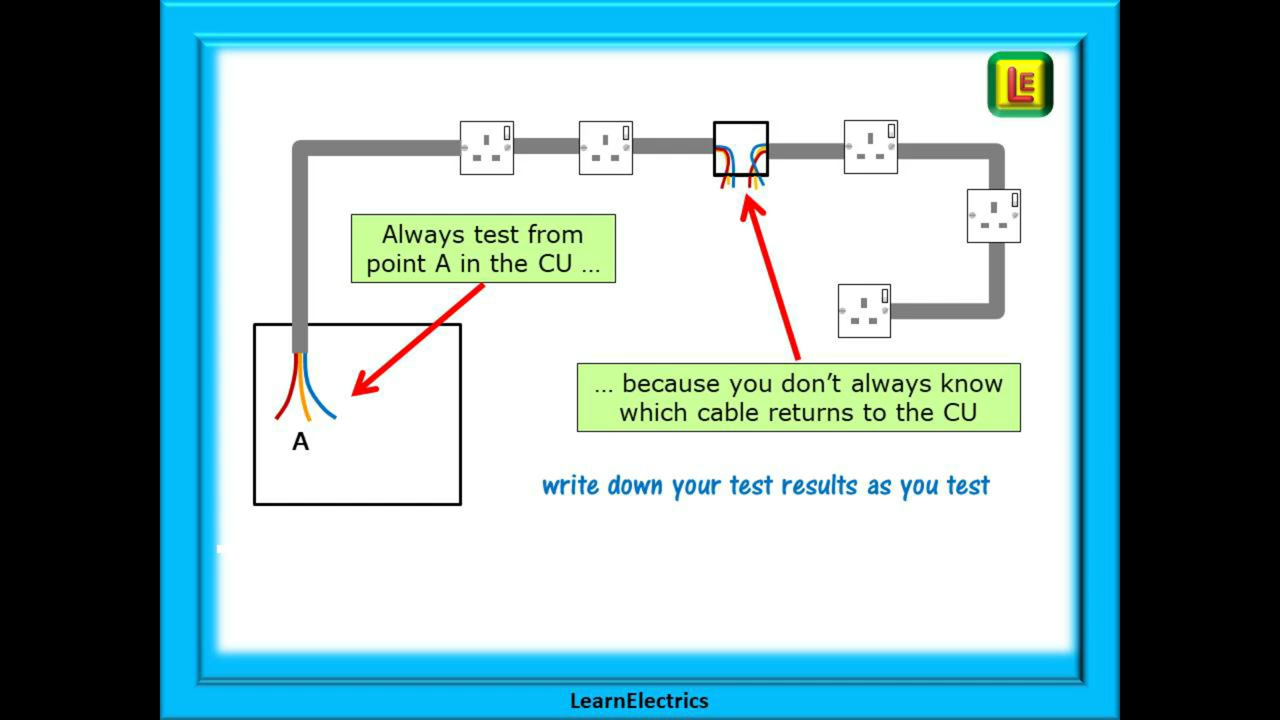 LE
Always test from
point A in the CU ...
A
... because you don't always know
which cable returns to the CU
write down your test results as you test
LearnElectrics